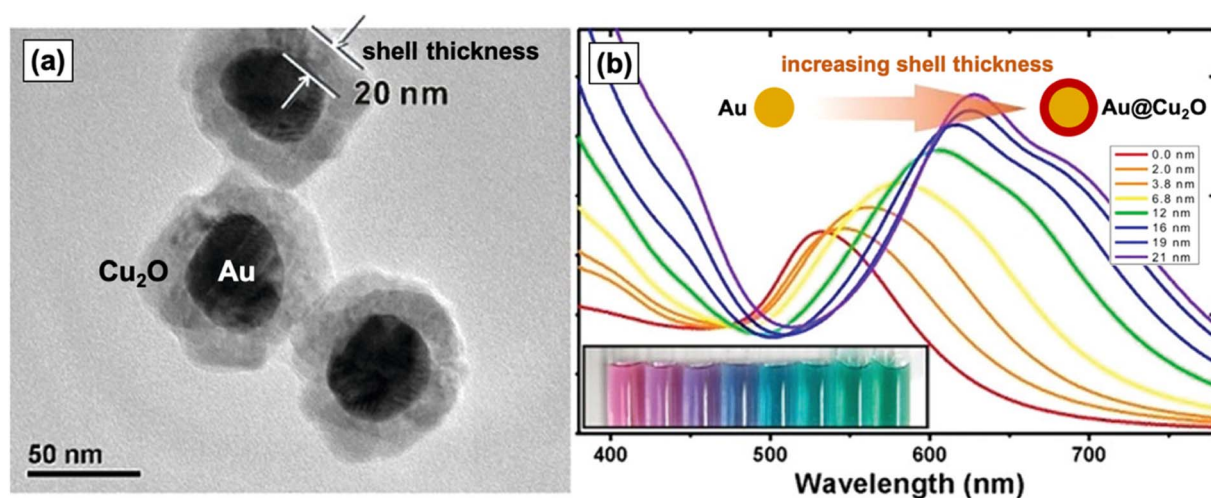 (a)
shell thickness
20 nm
Cu₂O
Au
50 nm
(b)
increasing shell thickness
Au
Au@Cu₂O
0.0 nm
2.0 nm
3.8 nm
6.8 nm
12 nm
16 nm
19 nm
21 nm
400
500
600
700
Wavelength (nm)